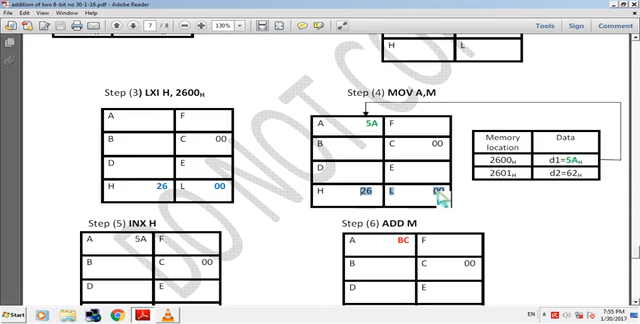 addition of two 8-bit no 30-1-16.pdf - Adobe Reader
File Edit View Window Help
7 / 8 130%
Tools Sign Comment
H L
Step (3) LXI H, 2600H
Step (4) MOV A,M
A F
B C 00
D E
H 26 L 00
A 5A F
B C 00
D E
H 26 L 00
Memory location Data
2600H d1=5AH
2601H d2=62H
DO NOT COPY
Step (5) INX H
Step (6) ADD M
A 5A F
B C 00
D E
A BC F
B C 00
D E
Start
EN
7:55 PM
1/30/2017